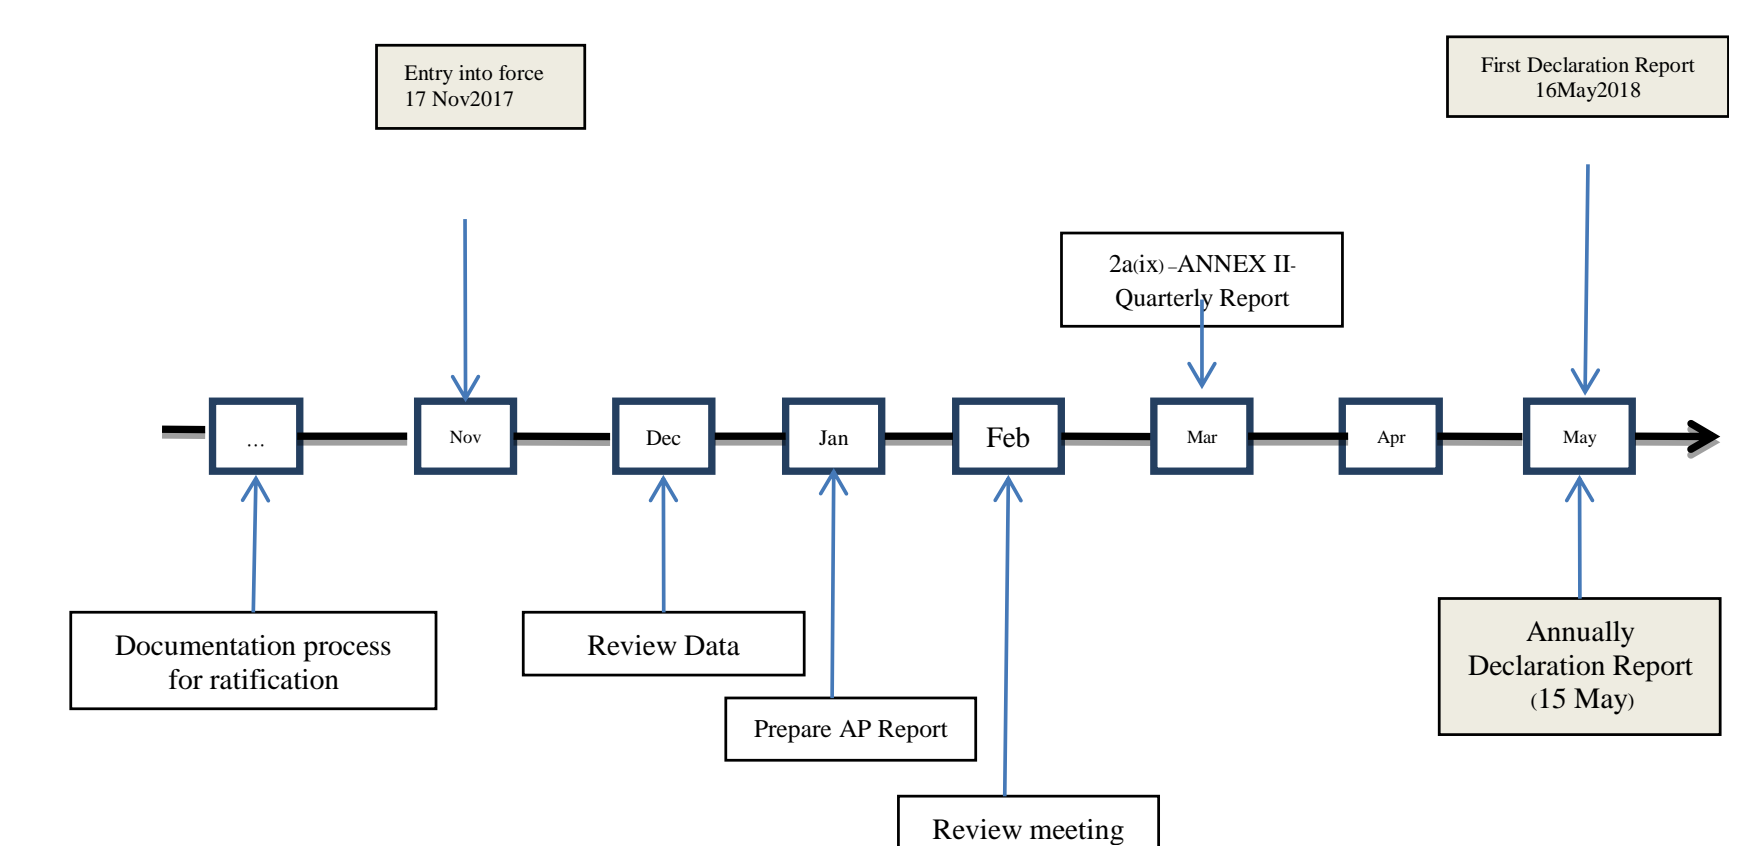 Entry into force
17 Nov2017
First Declaration Report
16May2018
2a(ix) –ANNEX II-
Quarterly Report
…
Nov
Dec
Jan
Feb
Mar
Apr
May
Documentation process
for ratification
Review Data
Prepare AP Report
Review meeting
Annually
Declaration Report
(15 May)